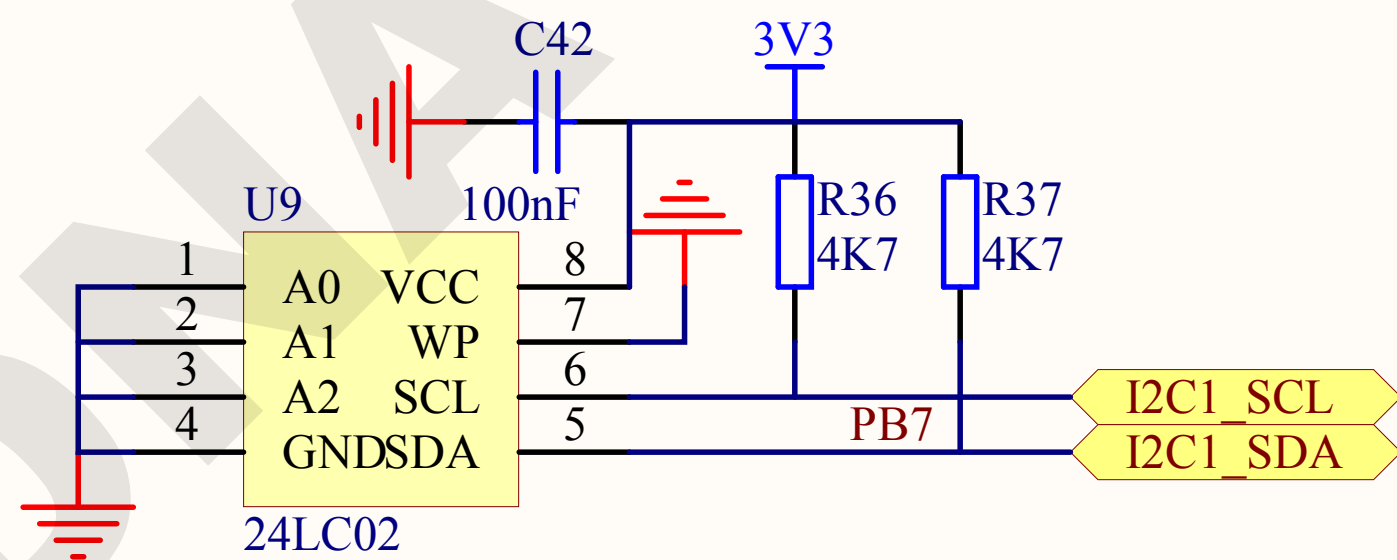 C42
3V3
100nF
R36
4K7
R37
4K7
U9
1 A0 VCC 8
2 A1 WP 7
3 A2 SCL 6
4 GND SDA 5
24LC02
PB7
I2C1_SCL
I2C1_SDA